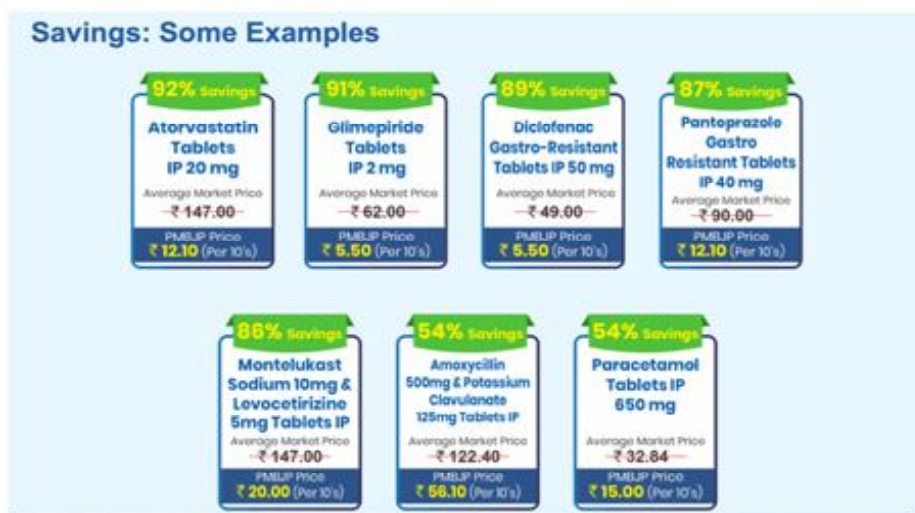 Savings: Some Examples
92% Savings
Atorvastatin
Tablets
IP 20 mg
Average Market Price
₹ 147.00
PMBJP Price
₹ 12.10 (Per 10's)
91% Savings
Glimepiride
Tablets
IP 2 mg
Average Market Price
₹ 62.00
PMBJP Price
₹ 5.50 (Per 10's)
89% Savings
Diclofenac
Gastro-Resistant
Tablets IP 50 mg
Average Market Price
₹ 49.00
PMBJP Price
₹ 5.50 (Per 10's)
87% Savings
Pantoprazole
Gastro
Resistant Tablets
IP 40 mg
Average Market Price
₹ 90.00
PMBJP Price
₹ 12.10 (Per 10's)
86% Savings
Montelukast
Sodium 10mg &
Levocetirizine
5mg Tablets IP
Average Market Price
₹ 147.00
PMBJP Price
₹ 20.00 (Per 10's)
54% Savings
Amoxycillin
500mg & Potassium
Clavulanate
125mg Tablets IP
Average Market Price
₹ 122.40
PMBJP Price
₹ 56.10 (Per 10's)
54% Savings
Paracetamol
Tablets IP
650 mg
Average Market Price
₹ 32.84
PMBJP Price
₹ 15.00 (Per 10's)